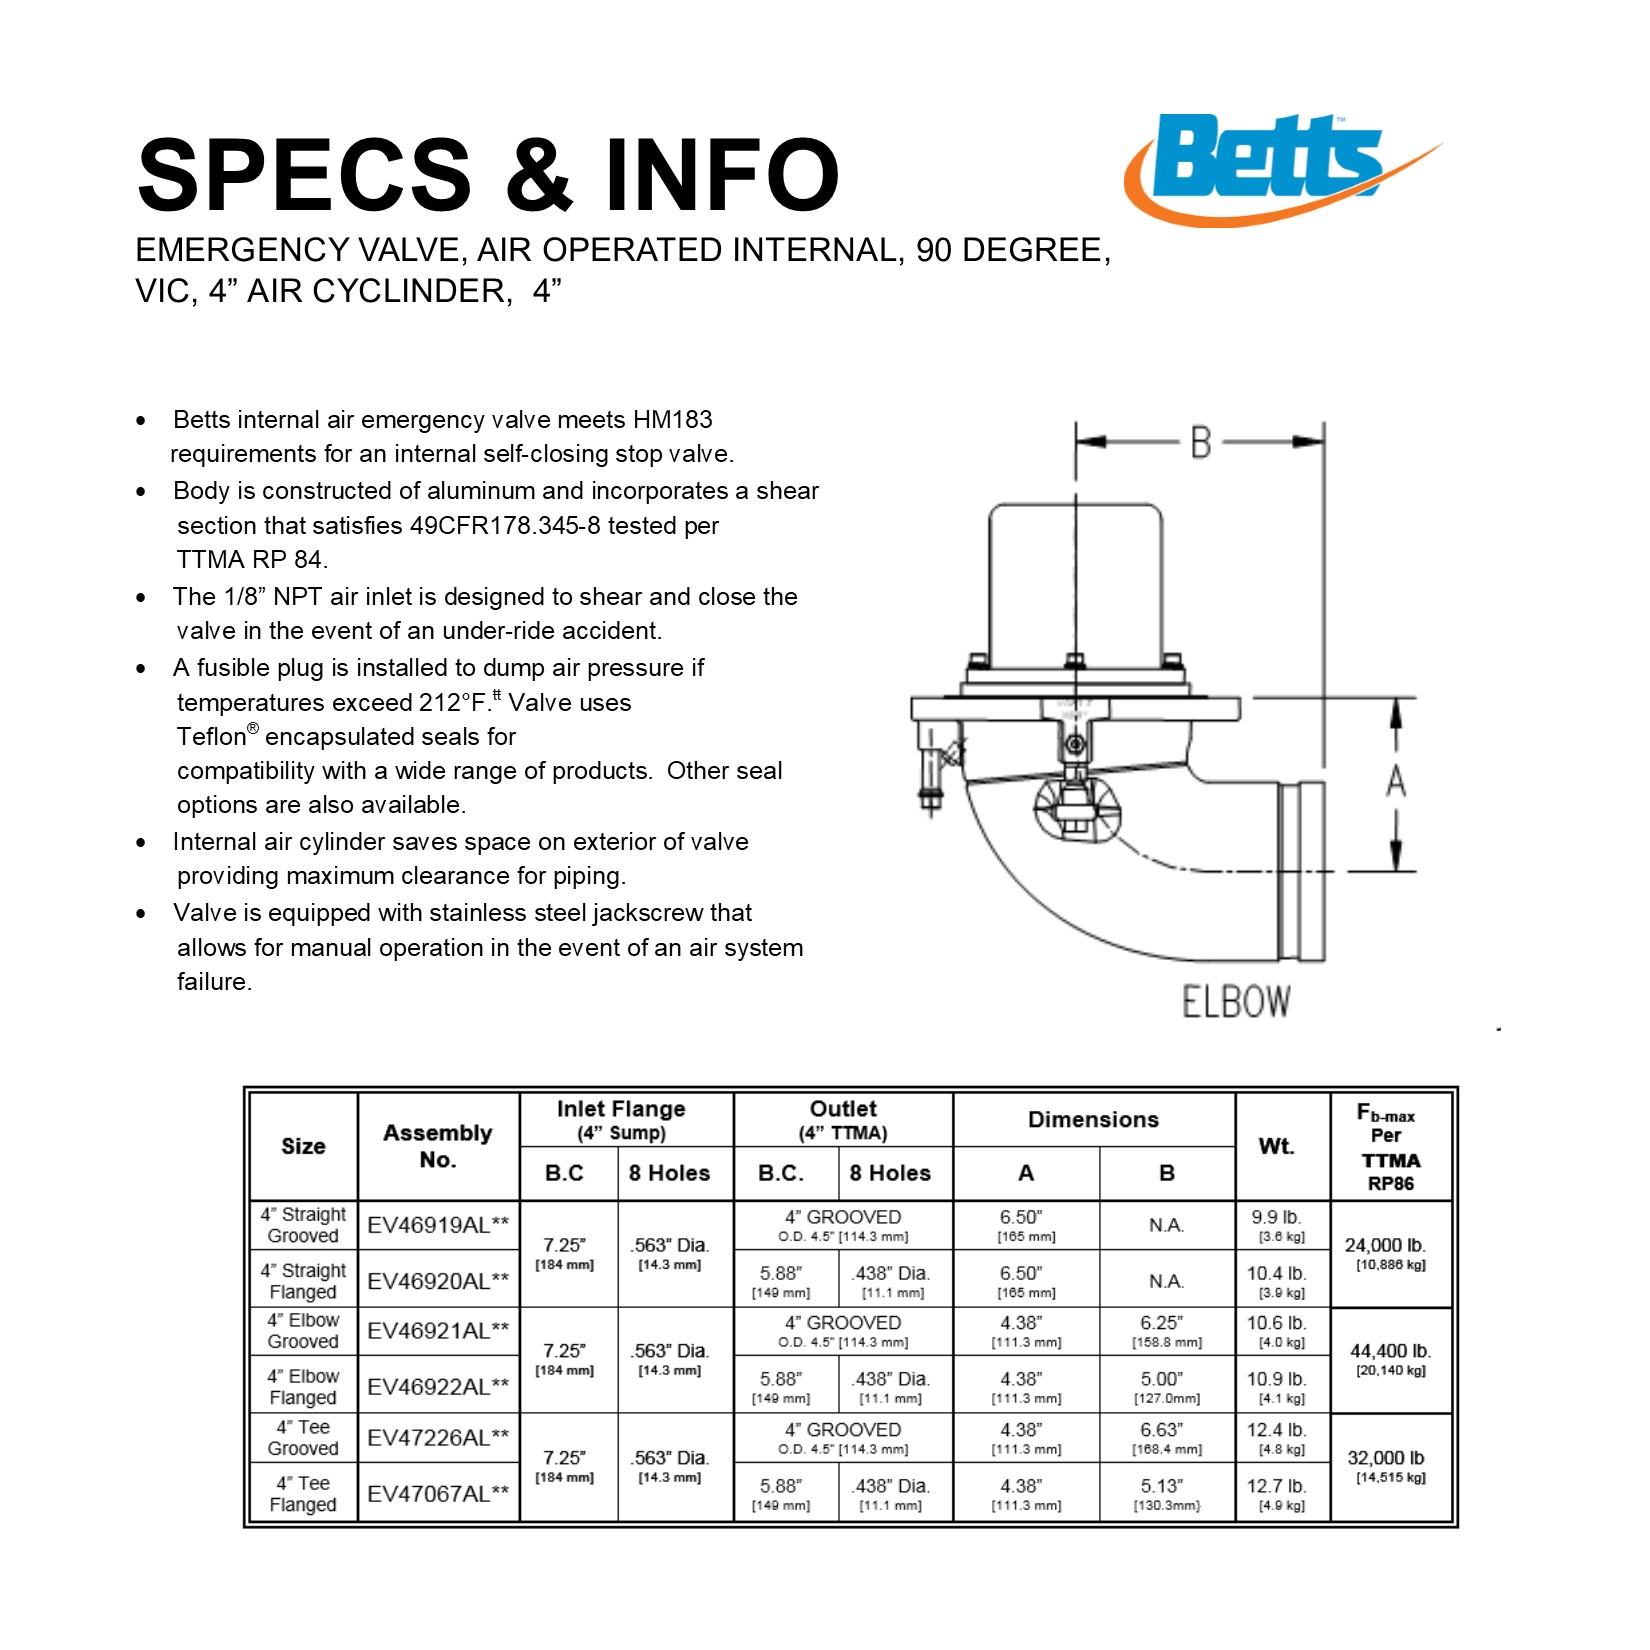 SPECS & INFO
Betts™
EMERGENCY VALVE, AIR OPERATED INTERNAL, 90 DEGREE,
VIC, 4” AIR CYCLINDER, 4”
• Betts internal air emergency valve meets HM183
requirements for an internal self-closing stop valve.
• Body is constructed of aluminum and incorporates a shear
section that satisfies 49CFR178.345-8 tested per
TTMA RP 84.
• The 1/8” NPT air inlet is designed to shear and close the
valve in the event of an under-ride accident.
• A fusible plug is installed to dump air pressure if
temperatures exceed 212°F.ŧŧ Valve uses
Teflon® encapsulated seals for
compatibility with a wide range of products. Other seal
options are also available.
• Internal air cylinder saves space on exterior of valve
providing maximum clearance for piping.
• Valve is equipped with stainless steel jackscrew that
allows for manual operation in the event of an air system
failure.
B
A
ELBOW
Size Assembly No. Inlet Flange (4” Sump) Outlet (4” TTMA) Dimensions Wt. Fb-max Per TTMA RP86
B.C 8 Holes B.C. 8 Holes A B
4” Straight Grooved EV46919AL** 7.25” [184 mm] .563” Dia. [14.3 mm] 4” GROOVED O.D. 4.5” [114.3 mm] 6.50” [165 mm] N.A. 9.9 lb. [3.6 kg] 24,000 lb. [10,886 kg]
4” Straight Flanged EV46920AL** 5.88” [149 mm] .438” Dia. [11.1 mm] 6.50” [165 mm] N.A. 10.4 lb. [3.9 kg]
4” Elbow Grooved EV46921AL** 7.25” [184 mm] .563” Dia. [14.3 mm] 4” GROOVED O.D. 4.5” [114.3 mm] 4.38” [111.3 mm] 6.25” [158.8 mm] 10.6 lb. [4.0 kg] 44,400 lb. [20,140 kg]
4” Elbow Flanged EV46922AL** 5.88” [149 mm] .438” Dia. [11.1 mm] 4.38” [111.3 mm] 5.00” [127.0mm] 10.9 lb. [4.1 kg]
4” Tee Grooved EV47226AL** 7.25” [184 mm] .563” Dia. [14.3 mm] 4” GROOVED O.D. 4.5” [114.3 mm] 4.38” [111.3 mm] 6.63” [168.4 mm] 12.4 lb. [4.8 kg] 32,000 lb [14,515 kg]
4” Tee Flanged EV47067AL** 5.88” [149 mm] .438” Dia. [11.1 mm] 4.38” [111.3 mm] 5.13” [130.3mm} 12.7 lb. [4.9 kg]